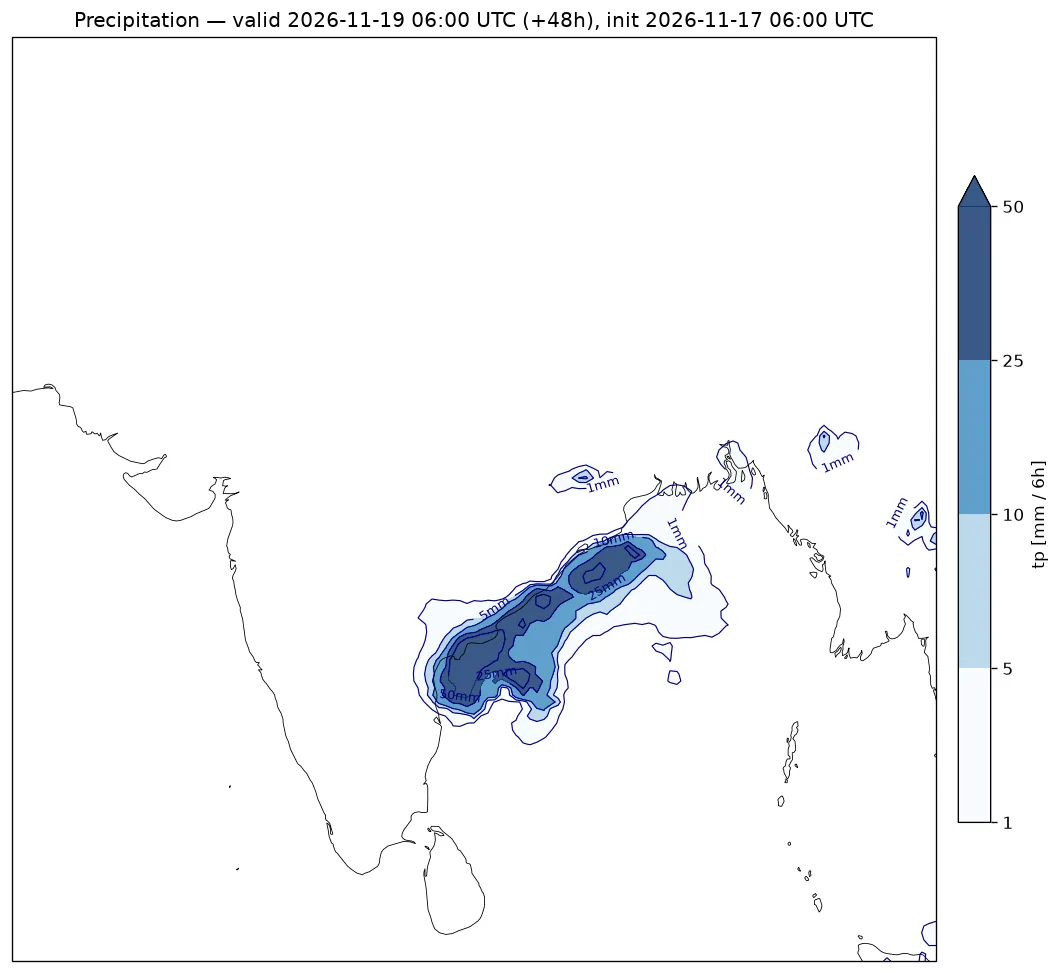 Precipitation — valid 2026-11-19 06:00 UTC (+48h), init 2026-11-17 06:00 UTC
50
25
10
5
1
tp [mm / 6h]
1mm
1mm
1mm
1mm
1mm
10mm
25mm
5mm
25mm
50mm